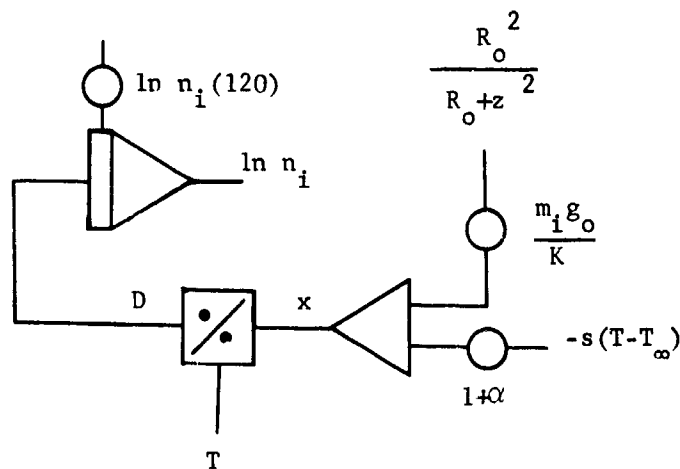 R_o^2
ln n_i(120)
R_o+z^2
ln n_i
m_i g_o
K
D
x
-s(T-T_∞)
1+α
T